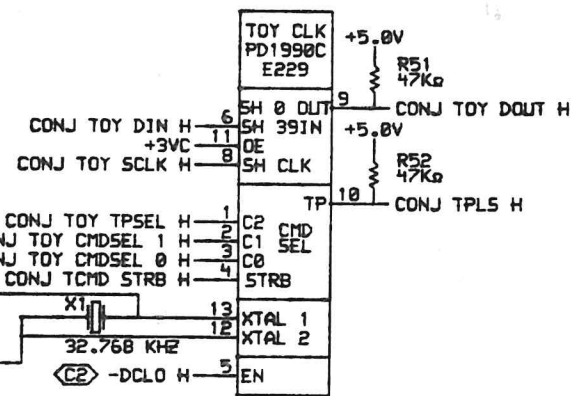 TOY CLK
PD1990C
E229
+5.0V
R51
47KΩ
9
SH 0 OUT
CONJ TOY DOUT H
CONJ TOY DIN H
6
SH 39IN
+3VC
11
OE
CONJ TOY SCLK H
8
SH CLK
+5.0V
R52
47KΩ
TP
10
CONJ TPLS H
CONJ TOY TPSEL H
1
C2
CMD
SEL
NJ TOY CMDSEL 1 H
2
C1
NJ TOY CMDSEL 0 H
3
C0
CONJ TCMD STRB H
4
STRB
X1
32.768 KHZ
13
XTAL 1
12
XTAL 2
C2
-DCLO H
5
EN